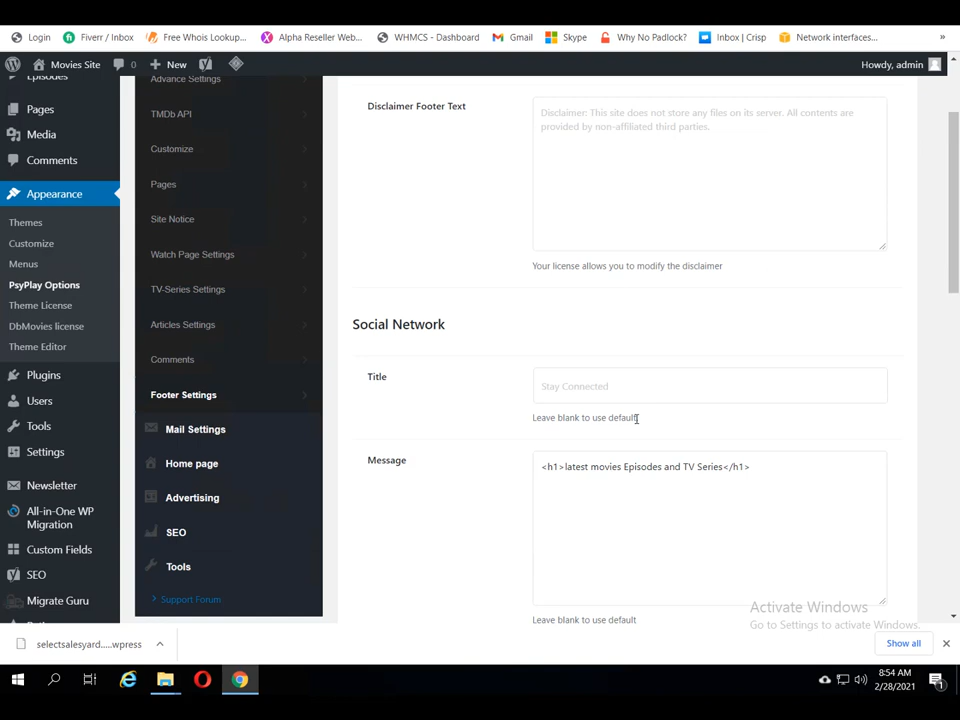 Login
Fiverr / Inbox
Free Whois Lookup...
Alpha Reseller Web...
WHMCS - Dashboard
Gmail
Skype
Why No Padlock?
Inbox | Crisp
Network interfaces...
»
Movies Site
0
New
Howdy, admin
Episodes
Pages
Media
Comments
Appearance
Themes
Customize
Menus
PsyPlay Options
Theme License
DbMovies license
Theme Editor
Plugins
Users
Tools
Settings
Newsletter
All-in-One WP
Migration
Custom Fields
SEO
Migrate Guru
Advance Settings
TMDb API
Customize
Pages
Site Notice
Watch Page Settings
TV-Series Settings
Articles Settings
Comments
Footer Settings
Mail Settings
Home page
Advertising
SEO
Tools
Support Forum
Disclaimer Footer Text
Disclaimer: This site does not store any files on its server. All contents are
provided by non-affiliated third parties.
Your license allows you to modify the disclaimer
Social Network
Title
Stay Connected
Leave blank to use default
Message
<h1>latest movies Episodes and TV Series</h1>
Leave blank to use default
Activate Windows
Go to Settings to activate Windows.
selectsalesyard.....wpress
Show all
8:54 AM
2/28/2021
1